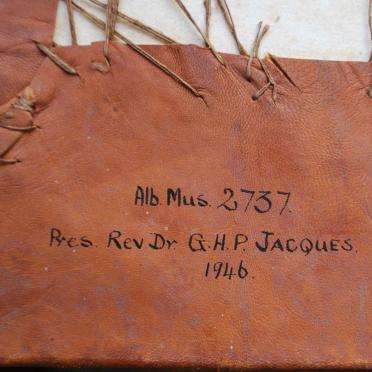 Alb. Mus. 2737.
Pres. Rev Dr G.H.P. JACQUES.
1946.